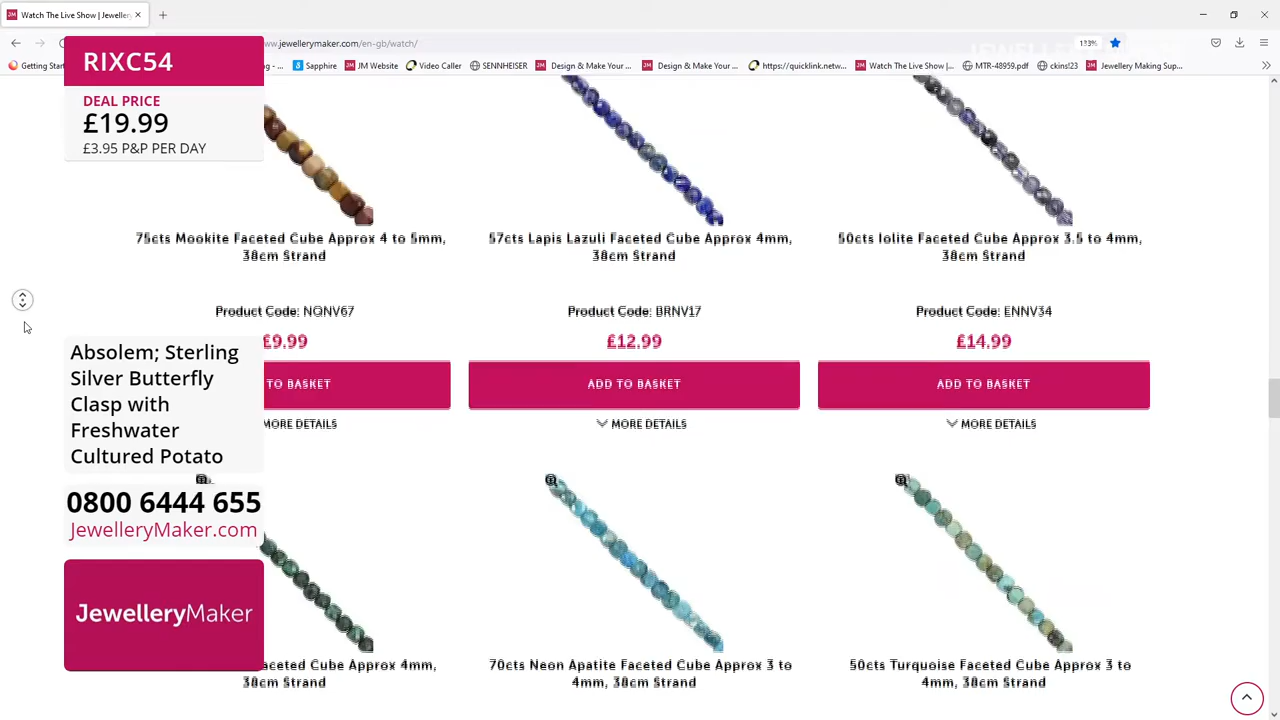 Watch The Live Show | Jewellery
ww.jewellerymaker.com/en-gb/watch/
133%
Getting Start
Sapphire
JM Website
Video Caller
SENNHEISER
Design & Make Your ...
Design & Make Your ...
https://quicklink.netw...
Watch The Live Show |...
MTR-48959.pdf
ckins!23
Jewellery Making Sup...
RIXC54
DEAL PRICE
£19.99
£3.95 P&P PER DAY
75cts Mookite Faceted Cube Approx 4 to 5mm,
38cm Strand
57cts Lapis Lazuli Faceted Cube Approx 4mm,
38cm Strand
50cts Iolite Faceted Cube Approx 3.5 to 4mm,
38cm Strand
Product Code: NQNV67
Product Code: BRNV17
Product Code: ENNV34
£9.99
£12.99
£14.99
TO BASKET
ADD TO BASKET
ADD TO BASKET
MORE DETAILS
MORE DETAILS
MORE DETAILS
Absolem; Sterling
Silver Butterfly
Clasp with
Freshwater
Cultured Potato
0800 6444 655
JewelleryMaker.com
JewelleryMaker
aceted Cube Approx 4mm,
38cm Strand
70cts Neon Apatite Faceted Cube Approx 3 to
4mm, 38cm Strand
50cts Turquoise Faceted Cube Approx 3 to
4mm, 38cm Strand